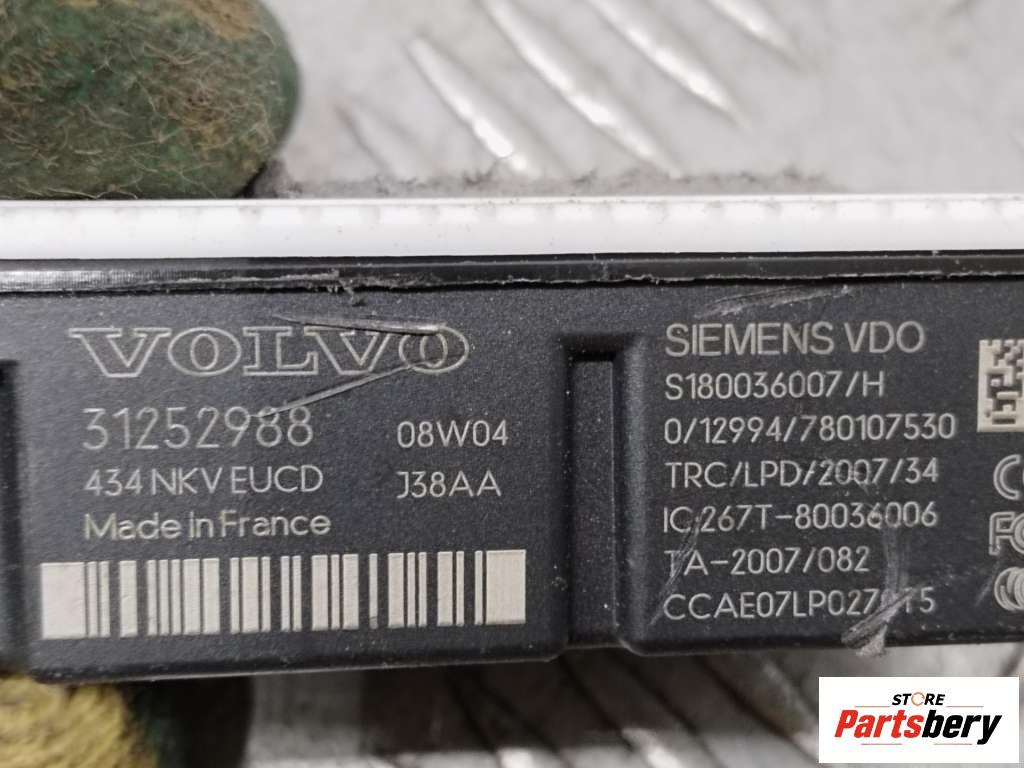 VOLVO
31252988 08W04
434 NKV EUCD J38AA
Made in France
SIEMENS VDO
S180036007/H
0/12994/780107530
TRC/LPD/2007/34
IC 267T-80036006
TA-2007/082
STORE
Partsbery